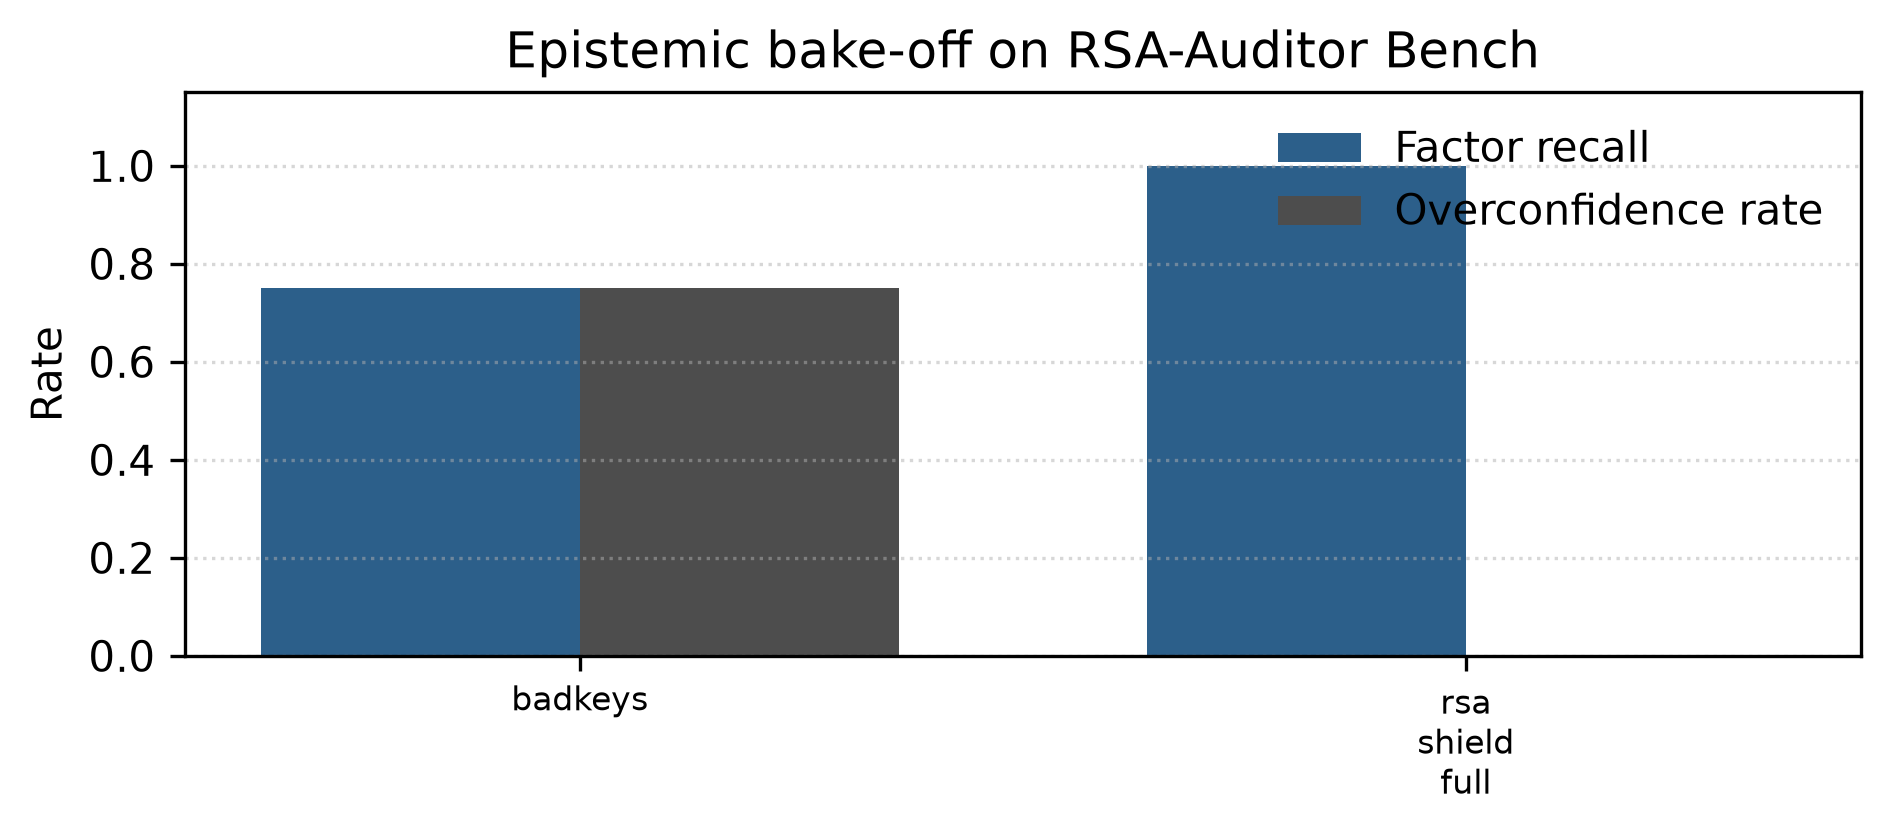 Epistemic bake-off on RSA-Auditor Bench
Factor recall
Overconfidence rate
Rate
1.0
0.8
0.6
0.4
0.2
0.0
badkeys
rsa
shield
full